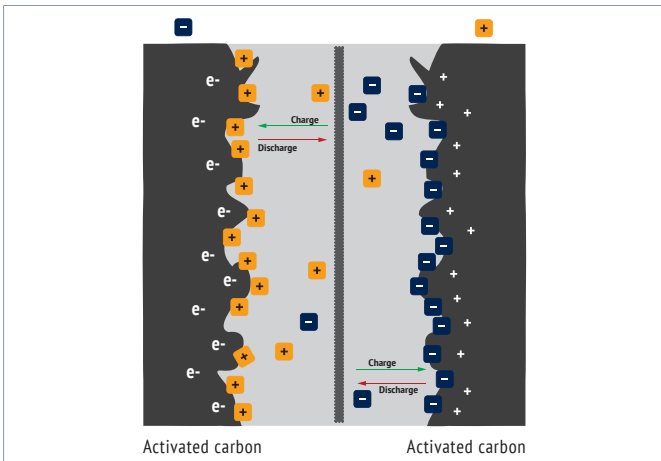 − +
e-
e-
e-
e-
e-
e-
e-
e-
e-
e-
e-
Charge
Discharge
Charge
Discharge
Activated carbon Activated carbon